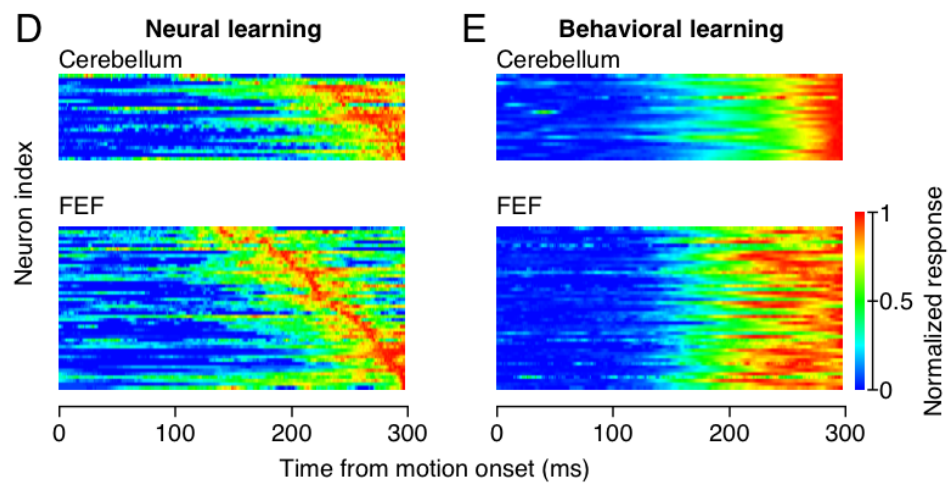 D Neural learning
Cerebellum
FEF
Neuron index
0 100 200 300
E Behavioral learning
Cerebellum
FEF
0 100 200 300
Time from motion onset (ms)
1
0.5
0
Normalized response